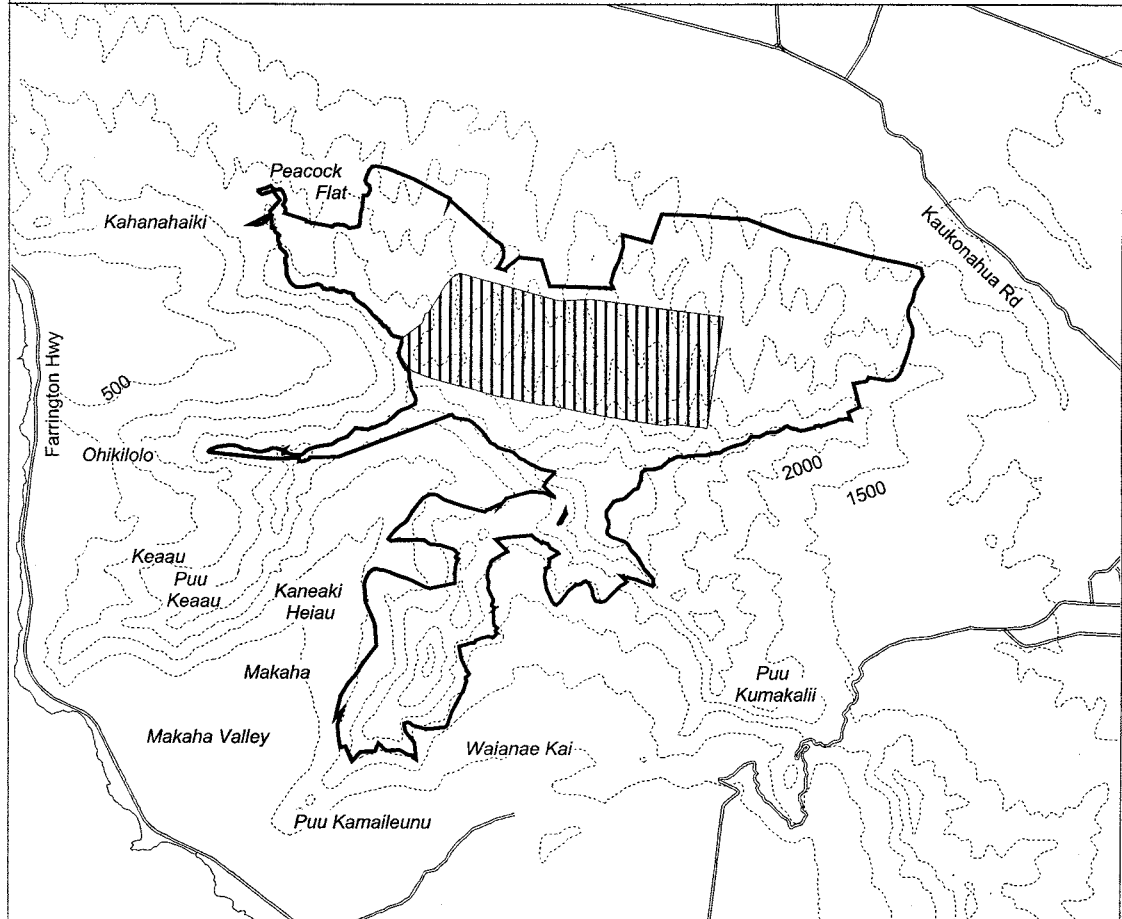 Peacock
Flat
Kahanahaiki
Kaukonahua Rd
Farrington Hwy
500
Ohikilolo
2000
1500
Keaau
Puu
Keaau
Kaneaki
Heiau
Makaha
Puu
Kumakalii
Makaha Valley
Waianae Kai
Puu Kamaileunu